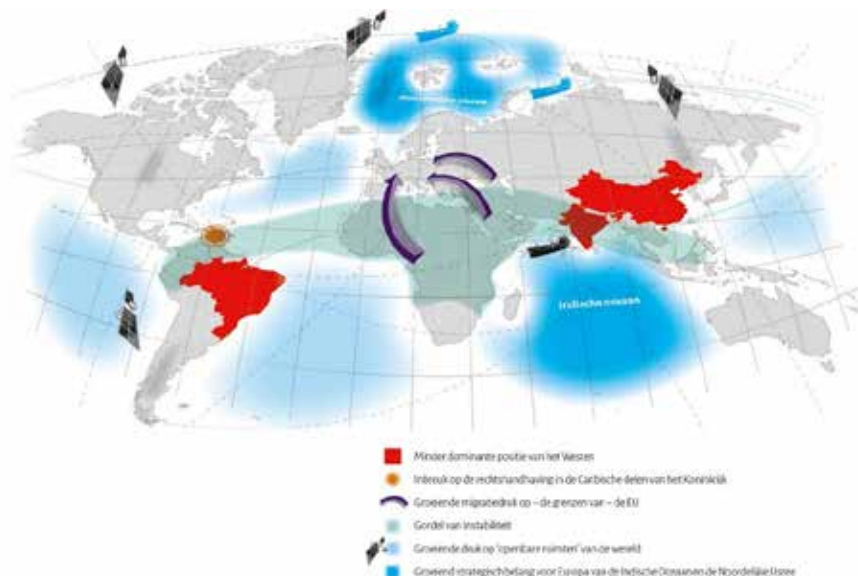 Indische oceaan
Minder dominante positie van het Westen
Inbreuk op de rechtshandhaving in de Caribische delen van het Koninkrijk
Groeiende migratiedruk op – de grenzen van – de EU
Gordel van instabiliteit
Groeiende druk op 'openbare ruimten' van de wereld
Groeiend strategisch belang voor Europa van de Indische Oceaan en de Noordelijke IJszee